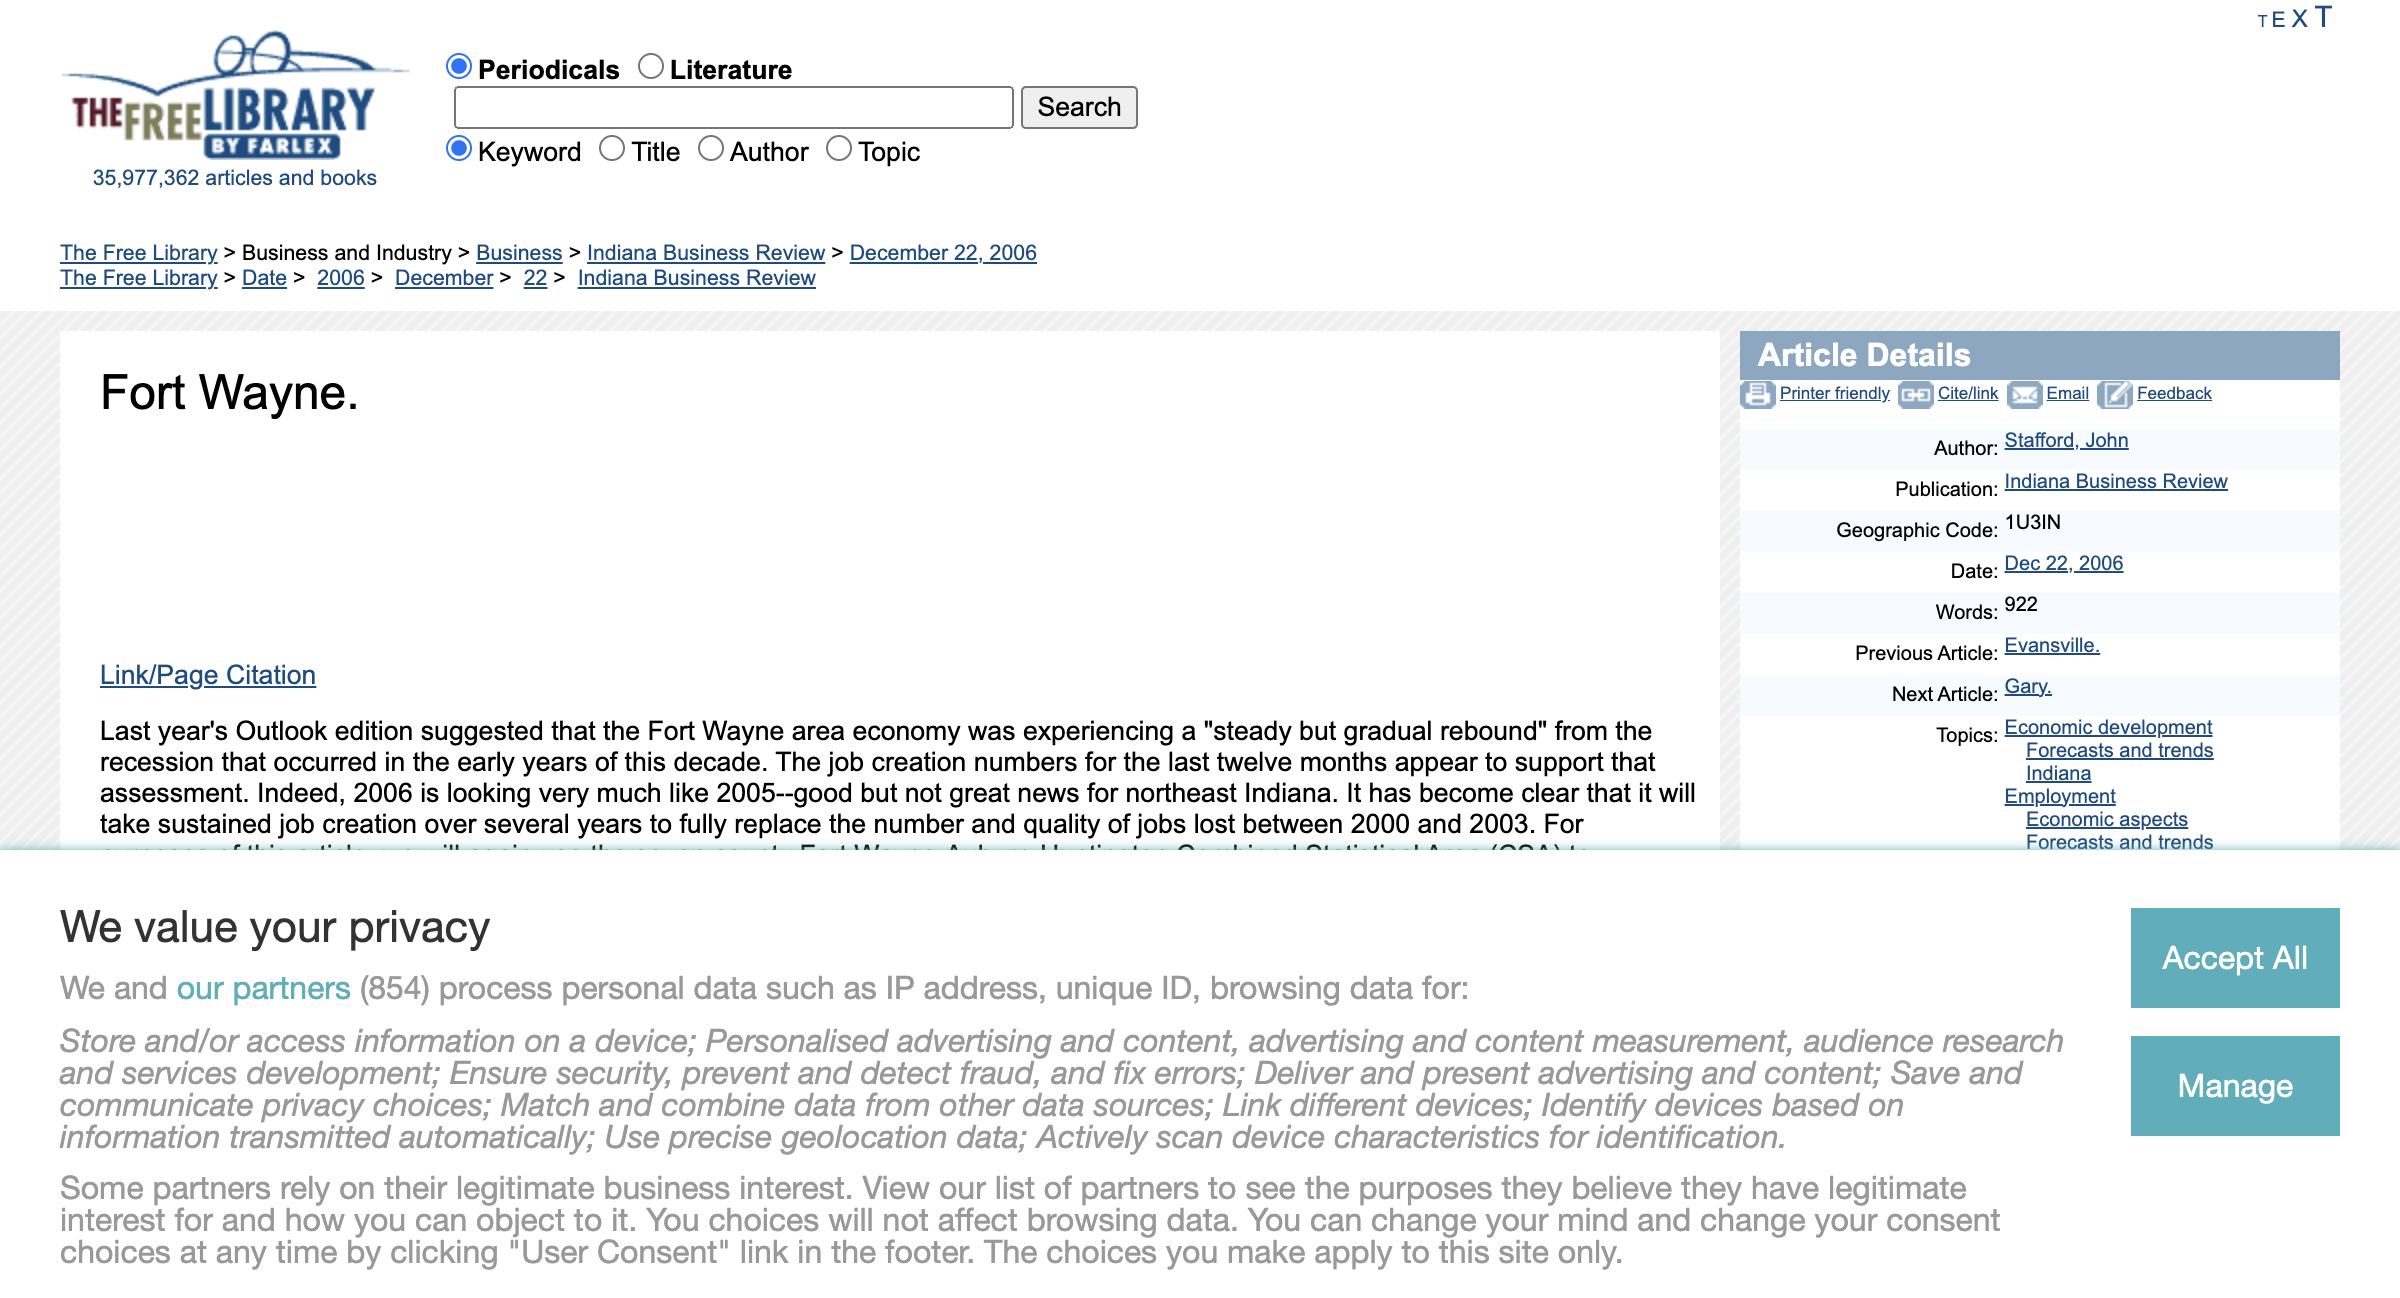 TEXT
THEFREELIBRARY
BY FARLEX
35,977,362 articles and books
Periodicals Literature
Search
Keyword Title Author Topic
The Free Library > Business and Industry > Business > Indiana Business Review > December 22, 2006
The Free Library > Date > 2006 > December > 22 > Indiana Business Review
Fort Wayne.
Link/Page Citation
Last year's Outlook edition suggested that the Fort Wayne area economy was experiencing a "steady but gradual rebound" from the
recession that occurred in the early years of this decade. The job creation numbers for the last twelve months appear to support that
assessment. Indeed, 2006 is looking very much like 2005--good but not great news for northeast Indiana. It has become clear that it will
take sustained job creation over several years to fully replace the number and quality of jobs lost between 2000 and 2003. For
Article Details
Printer friendly Cite/link Email Feedback
Author: Stafford, John
Publication: Indiana Business Review
Geographic Code: 1U3IN
Date: Dec 22, 2006
Words: 922
Previous Article: Evansville.
Next Article: Gary.
Topics: Economic development
Forecasts and trends
Indiana
Employment
Economic aspects
Forecasts and trends
We value your privacy
We and our partners (854) process personal data such as IP address, unique ID, browsing data for:
Store and/or access information on a device; Personalised advertising and content, advertising and content measurement, audience research
and services development; Ensure security, prevent and detect fraud, and fix errors; Deliver and present advertising and content; Save and
communicate privacy choices; Match and combine data from other data sources; Link different devices; Identify devices based on
information transmitted automatically; Use precise geolocation data; Actively scan device characteristics for identification.
Some partners rely on their legitimate business interest. View our list of partners to see the purposes they believe they have legitimate
interest for and how you can object to it. You choices will not affect browsing data. You can change your mind and change your consent
choices at any time by clicking "User Consent" link in the footer. The choices you make apply to this site only.
Accept All
Manage